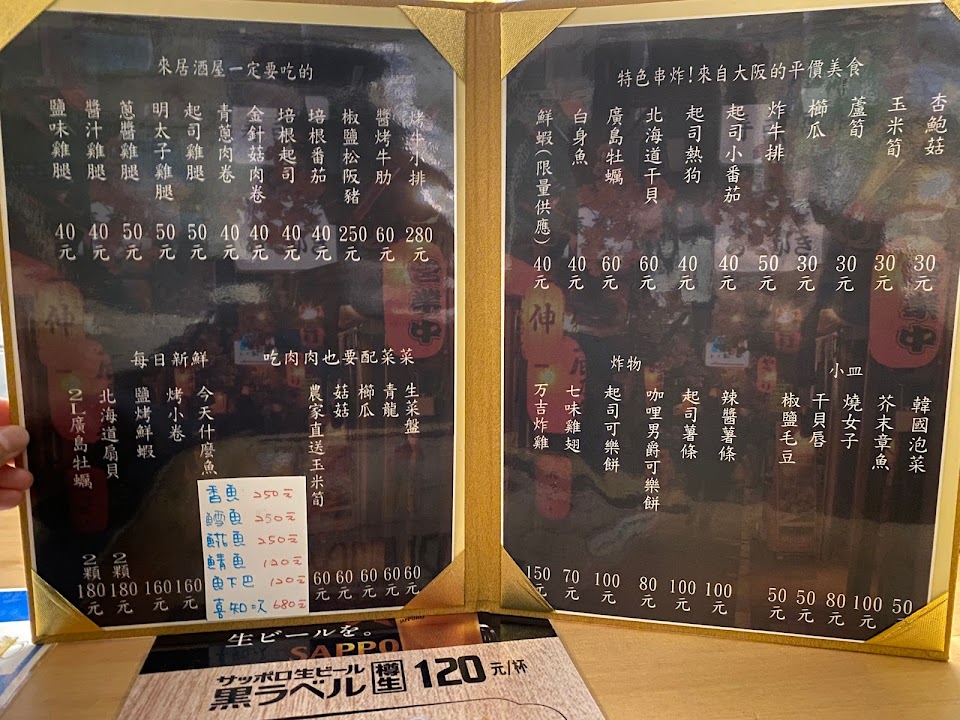 來居酒屋一定要吃的
烤牛小排 280元
醬烤牛肋 60元
椒鹽松阪豬 250元
培根番茄 40元
培根起司 40元
金針菇肉卷 40元
青蔥肉卷 40元
起司雞腿 50元
明太子雞腿 50元
蔥醬雞腿 50元
醬汁雞腿 40元
鹽味雞腿 40元
吃肉肉也要配菜菜
生菜盤 60元
青龍 60元
櫛瓜 60元
菇菇 60元
農家直送玉米筍 60元
每日新鮮
今天什麼魚
香魚 250元
鱈魚 250元
魚 250元
鯖魚 120元
魚下巴 120元
喜知次 680元
烤小卷 160元
鹽烤鮮蝦 160元
北海道扇貝 2顆180元
2L廣島牡蠣 2顆180元
特色串炸!來自大阪的平價美食
杏鮑菇 30元
玉米筍 30元
蘆筍 30元
櫛瓜 30元
炸牛排 50元
起司小番茄 40元
起司熱狗 40元
北海道干貝 60元
廣島牡蠣 60元
白身魚 40元
鮮蝦(限量供應) 40元
小皿
韓國泡菜 50元
芥末章魚 100元
燒女子 80元
干貝唇 50元
椒鹽毛豆 50元
炸物
辣醬薯條 100元
起司薯條 100元
咖哩男爵可樂餅 80元
起司可樂餅 100元
七味雞翅 70元
万吉炸雞 150元
生ビールを。
SAPPO
サッポロ生ビール
黒ラベル 樽生 120元/杯